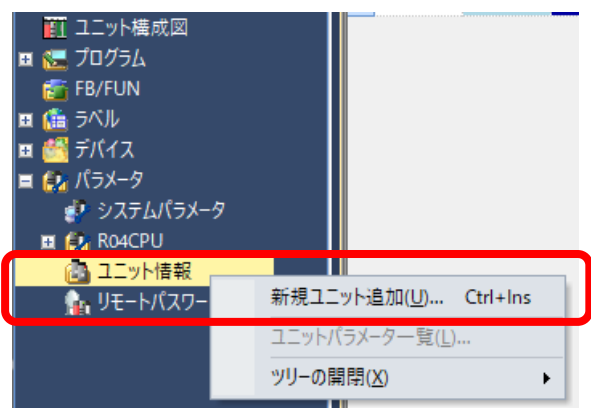 ユニット構成図
プログラム
FB/FUN
ラベル
デバイス
パラメータ
システムパラメータ
R04CPU
ユニット情報
新規ユニット追加(U)... Ctrl+Ins
リモートパスワー
ユニットパラメータ一覧(L)...
ツリーの開閉(X)